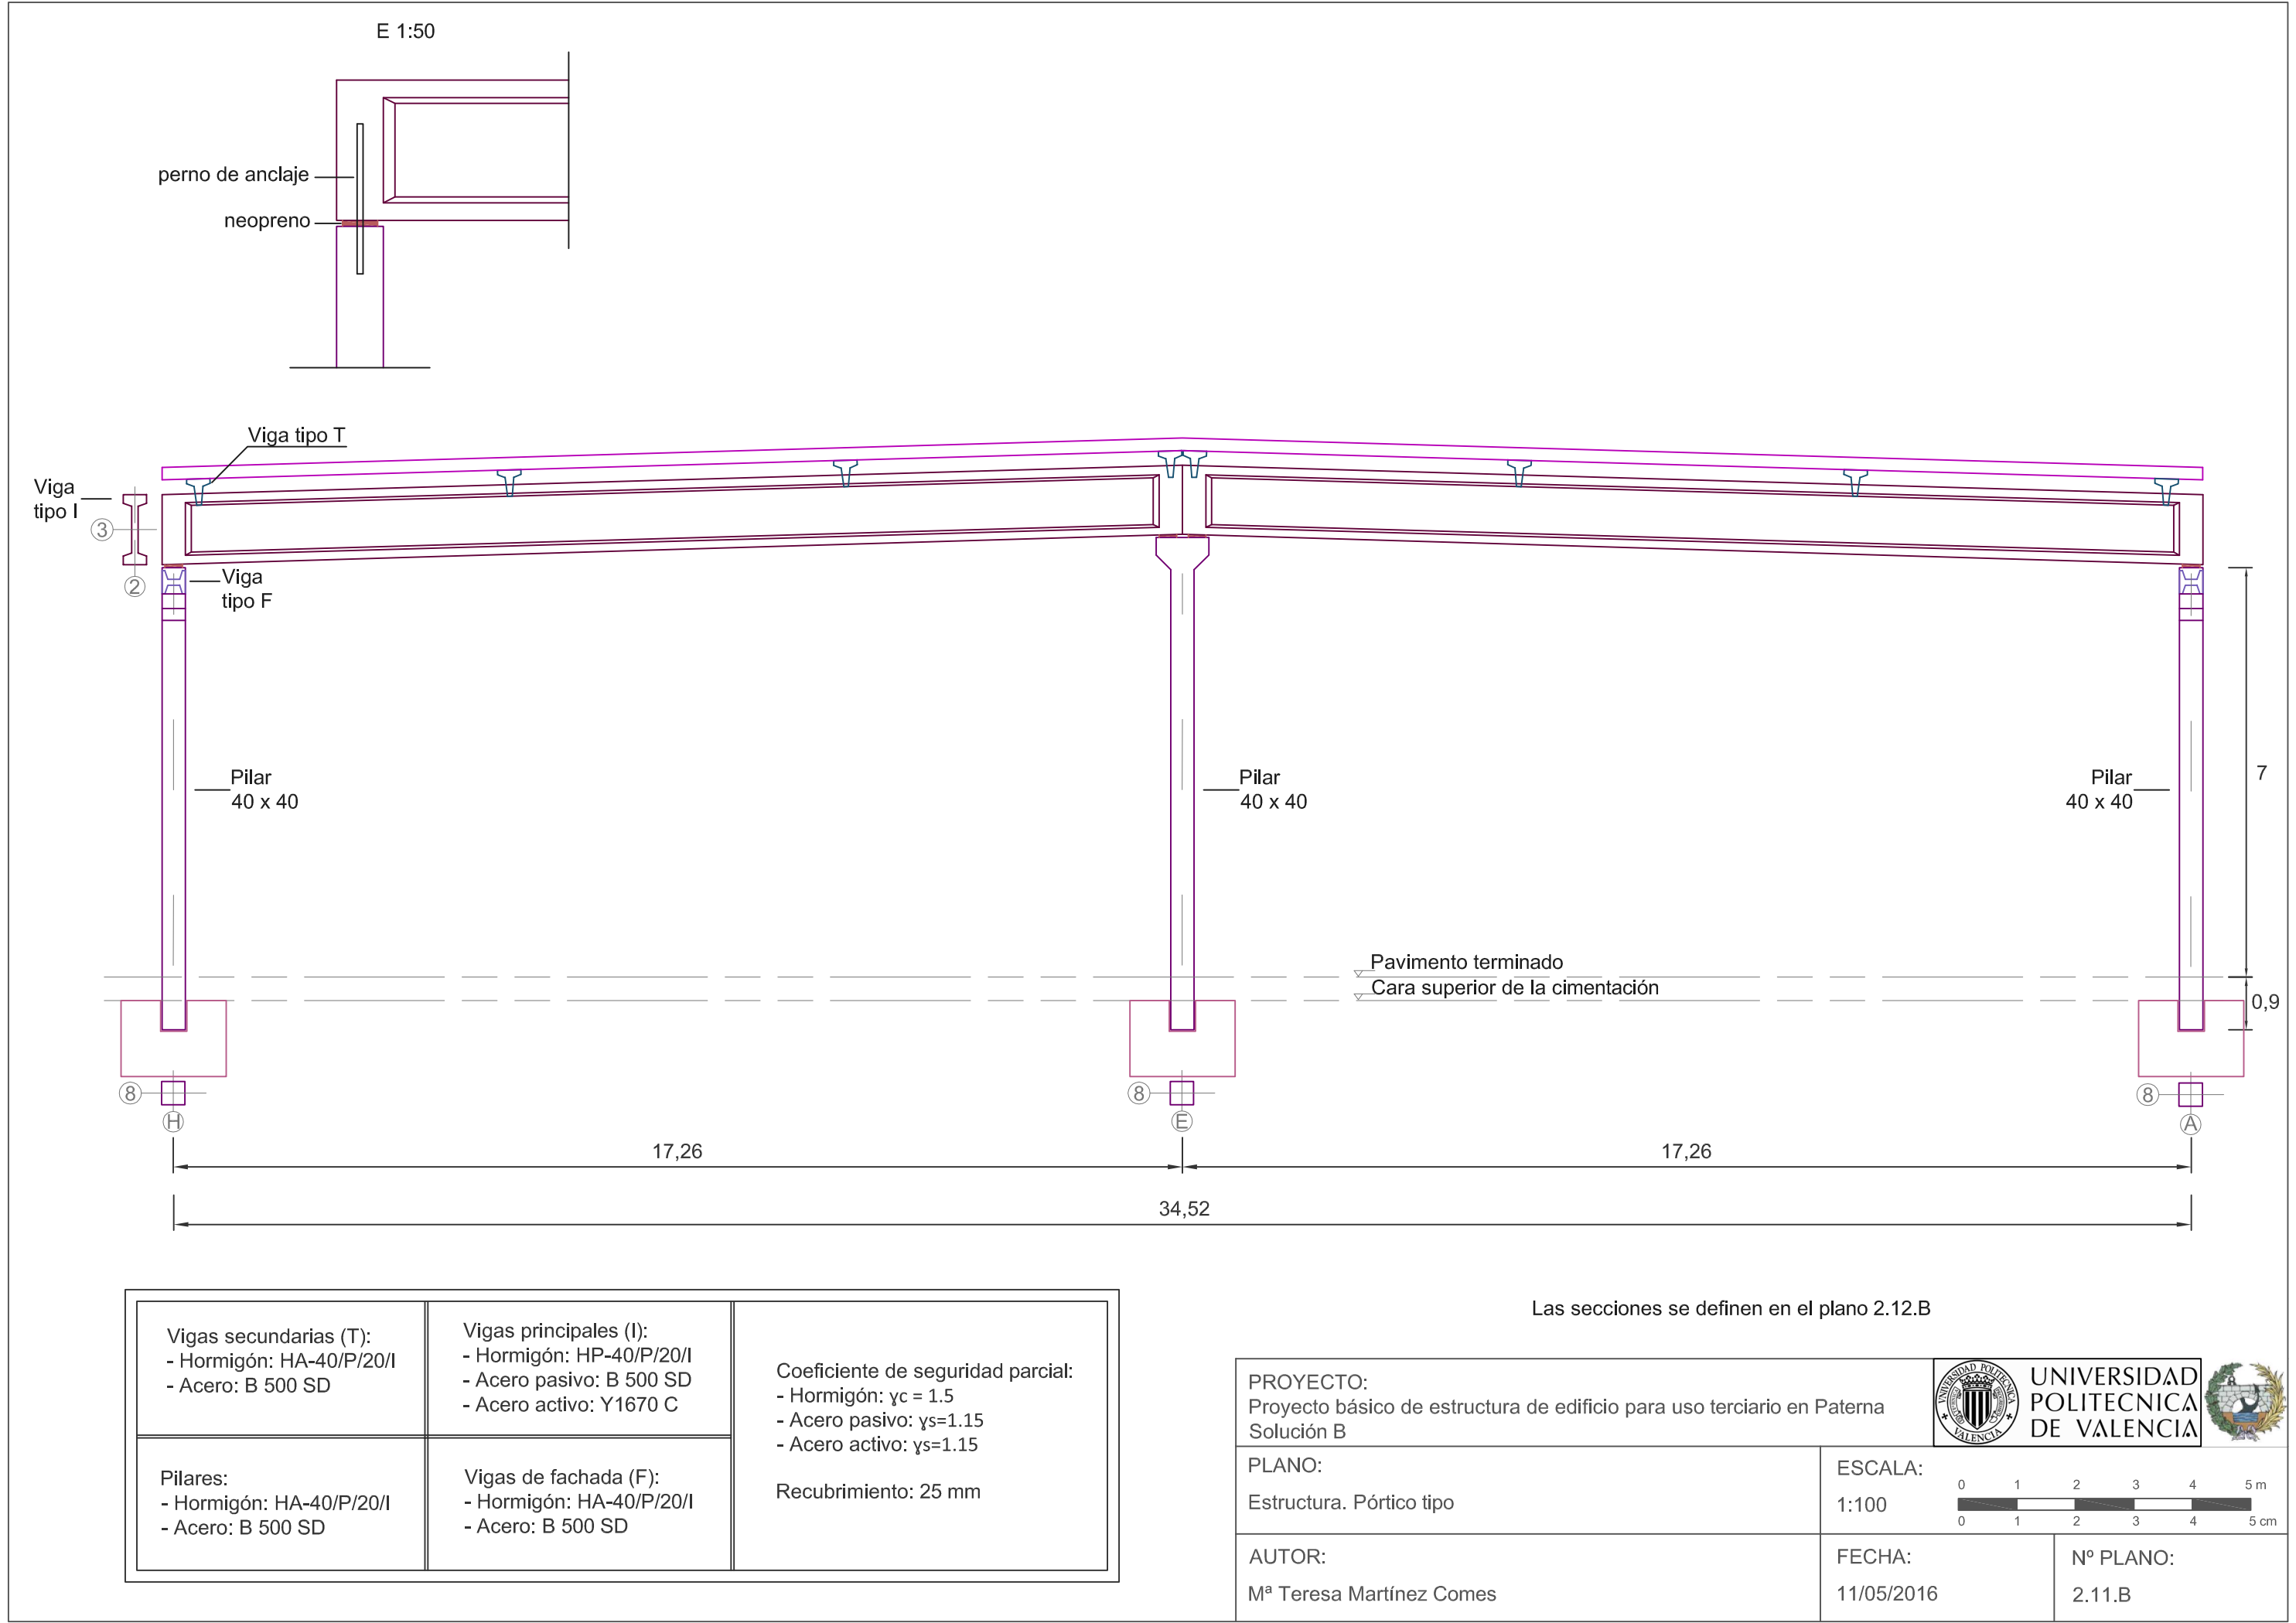 E 1:50
perno de anclaje
neopreno
Viga tipo T
Viga
tipo I
3
2
Viga
tipo F
Pilar
40 x 40
Pilar
40 x 40
Pilar
40 x 40
7
Pavimento terminado
Cara superior de la cimentación
0,9
8
H
8
E
8
A
17,26
17,26
34,52
Vigas secundarias (T):
- Hormigón: HA-40/P/20/I
- Acero: B 500 SD
Vigas principales (I):
- Hormigón: HP-40/P/20/I
- Acero pasivo: B 500 SD
- Acero activo: Y1670 C
Pilares:
- Hormigón: HA-40/P/20/I
- Acero: B 500 SD
Vigas de fachada (F):
- Hormigón: HA-40/P/20/I
- Acero: B 500 SD
Coeficiente de seguridad parcial:
- Hormigón: γc = 1.5
- Acero pasivo: γs=1.15
- Acero activo: γs=1.15
Recubrimiento: 25 mm
Las secciones se definen en el plano 2.12.B
PROYECTO:
Proyecto básico de estructura de edificio para uso terciario en Paterna
Solución B
UNIVERSIDAD POLITECNICA
VALENCIA
UNIVERSIDAD
POLITECNICA
DE VALENCIA
PLANO:
Estructura. Pórtico tipo
ESCALA:
1:100
0 1 2 3 4 5 m
0 1 2 3 4 5 cm
AUTOR:
Mª Teresa Martínez Comes
FECHA:
11/05/2016
Nº PLANO:
2.11.B